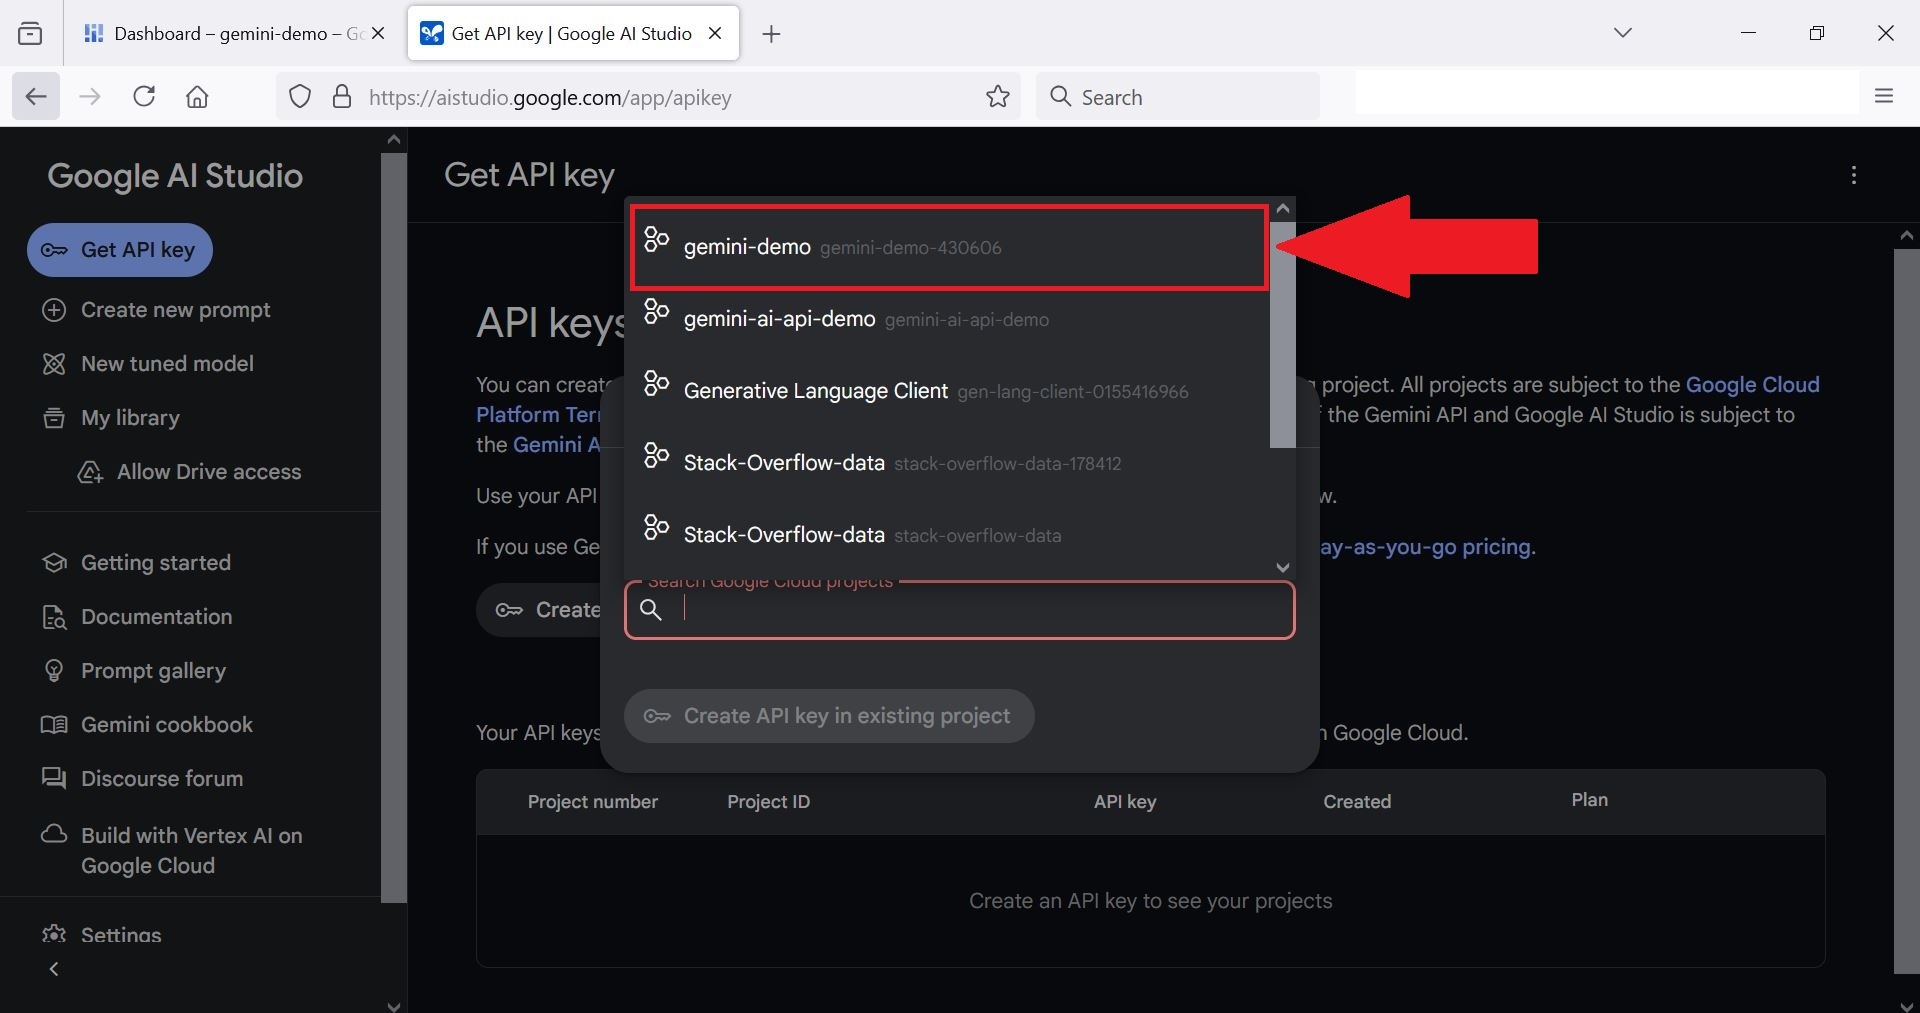 Dashboard – gemini-demo – Go
Get API key | Google AI Studio
https://aistudio.google.com/app/apikey
Search
Google AI Studio
Get API key
Create new prompt
New tuned model
My library
Allow Drive access
Getting started
Documentation
Prompt gallery
Gemini cookbook
Discourse forum
Build with Vertex AI on
Google Cloud
Settings
Get API key
gemini-demo gemini-demo-430606
gemini-ai-api-demo gemini-ai-api-demo
Generative Language Client gen-lang-client-0155416966
Stack-Overflow-data stack-overflow-data-178412
Stack-Overflow-data stack-overflow-data
Search Google Cloud projects
Create API key in existing project
API keys
You can create project. All projects are subject to the Google Cloud
Platform Terms the Gemini API and Google AI Studio is subject to
the Gemini A
Use your API w.
If you use Ge ay-as-you-go pricing.
Create
Your API keys Google Cloud.
Project number Project ID API key Created Plan
Create an API key to see your projects